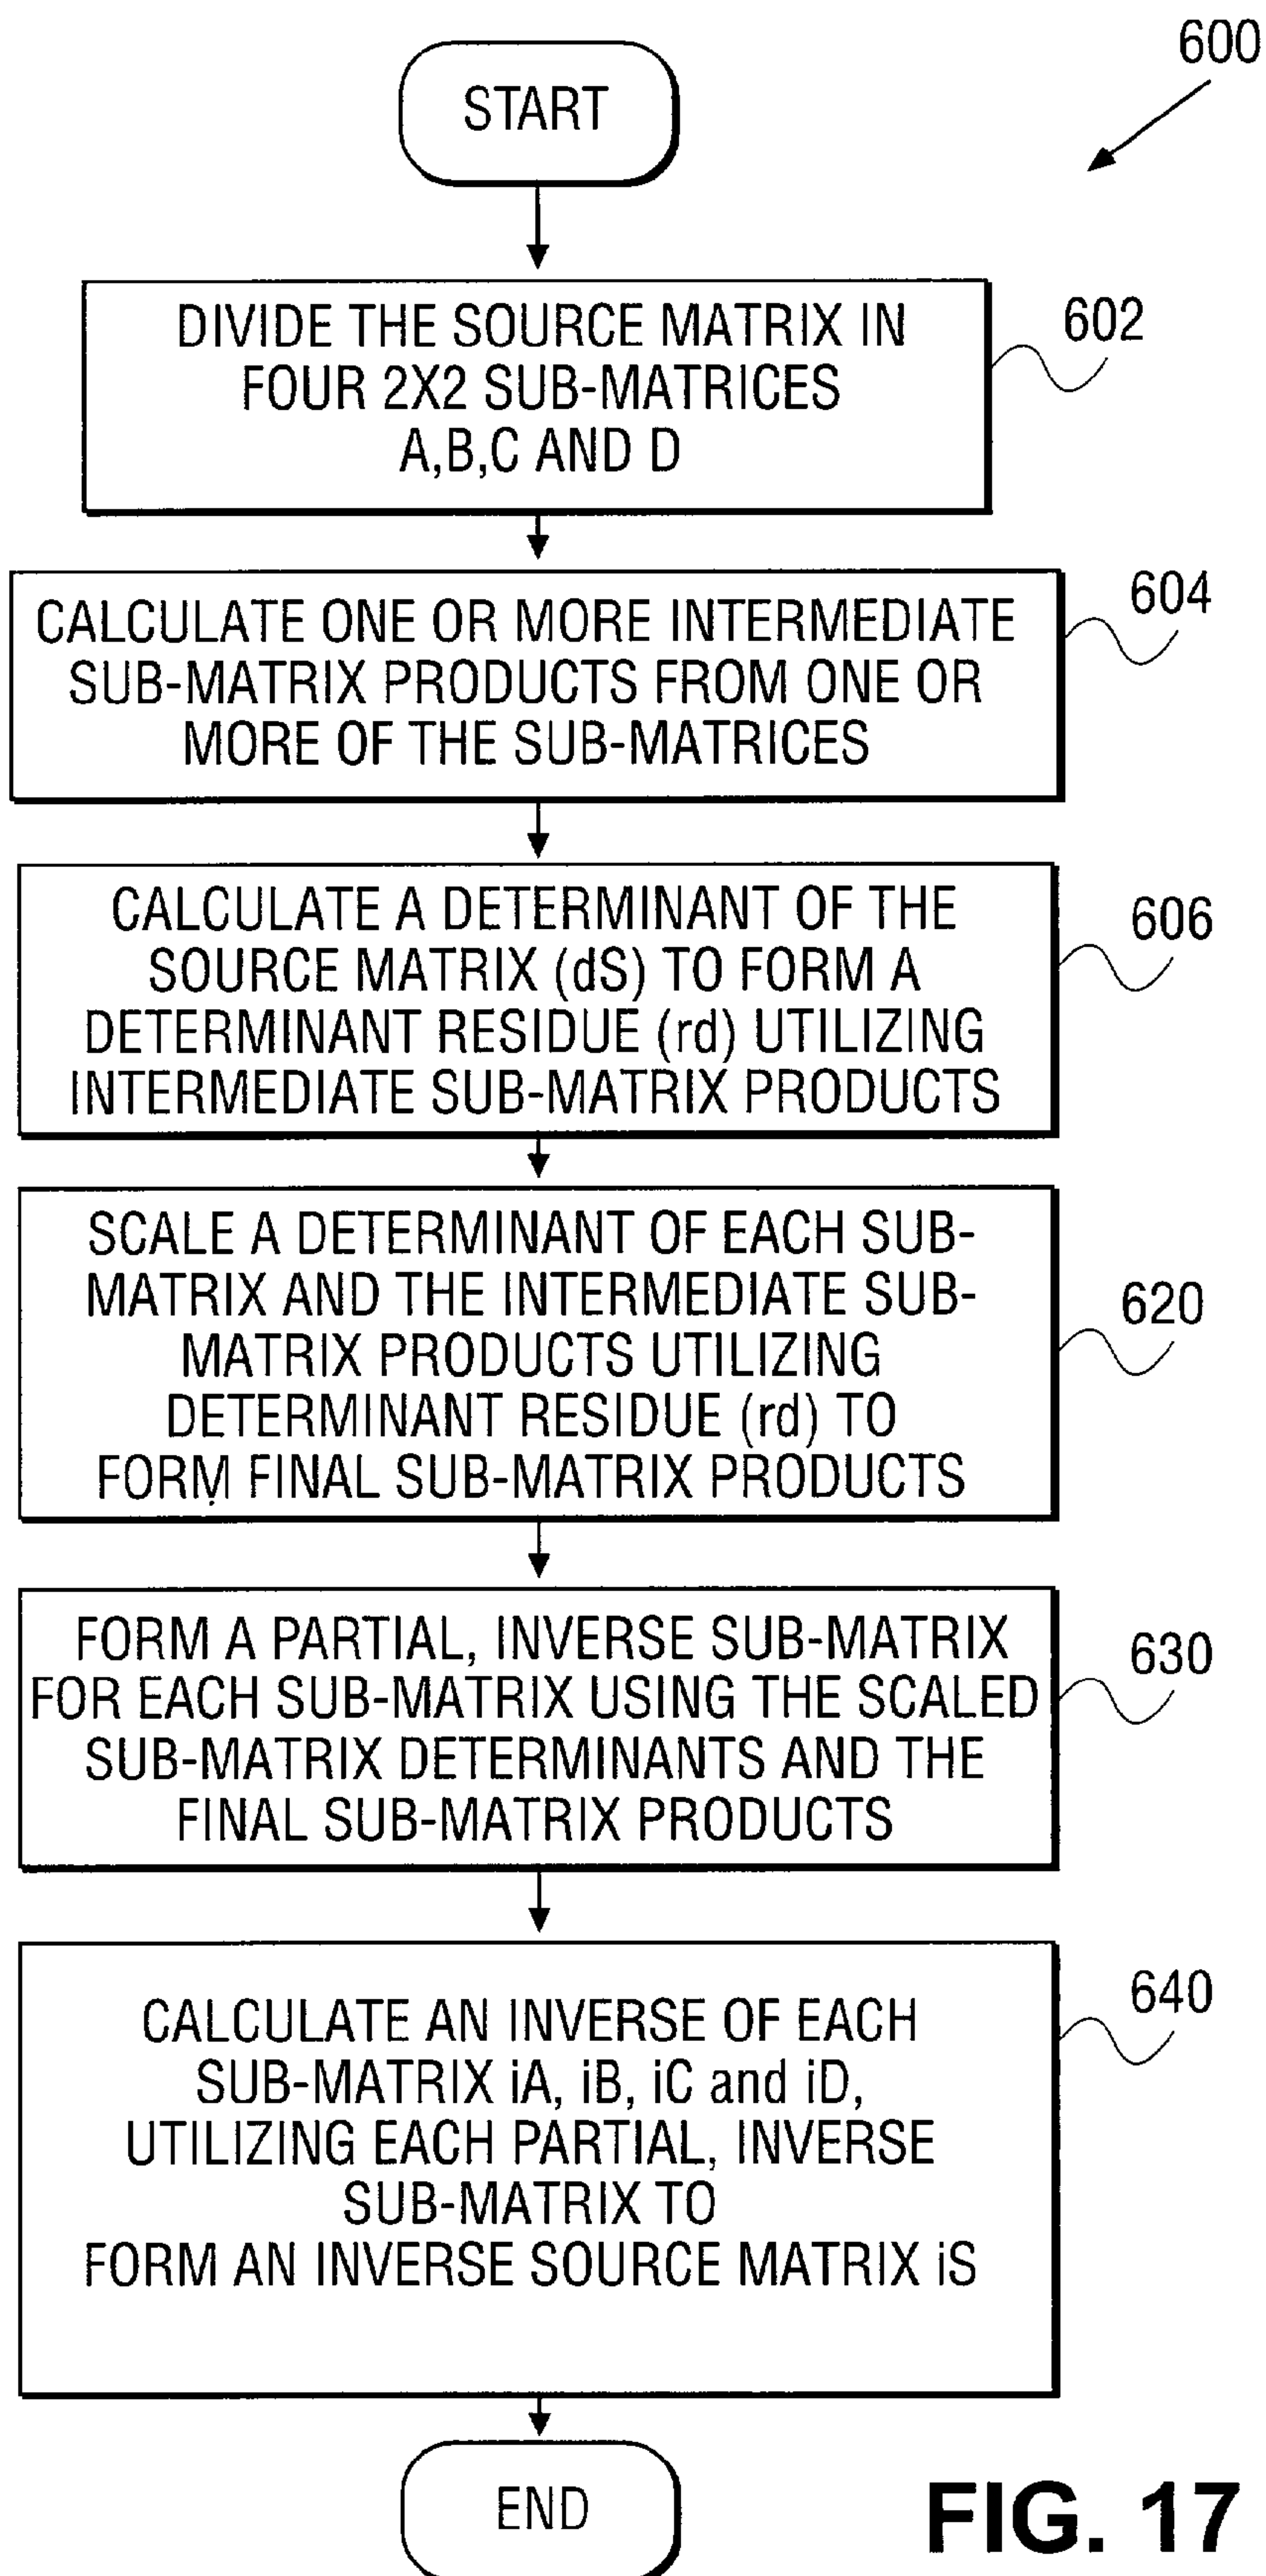 600
START
DIVIDE THE SOURCE MATRIX IN
FOUR 2X2 SUB-MATRICES
A,B,C AND D
602
CALCULATE ONE OR MORE INTERMEDIATE
SUB-MATRIX PRODUCTS FROM ONE OR
MORE OF THE SUB-MATRICES
604
CALCULATE A DETERMINANT OF THE
SOURCE MATRIX (dS) TO FORM A
DETERMINANT RESIDUE (rd) UTILIZING
INTERMEDIATE SUB-MATRIX PRODUCTS
606
SCALE A DETERMINANT OF EACH SUB-
MATRIX AND THE INTERMEDIATE SUB-
MATRIX PRODUCTS UTILIZING
DETERMINANT RESIDUE (rd) TO
FORM FINAL SUB-MATRIX PRODUCTS
620
FORM A PARTIAL, INVERSE SUB-MATRIX
FOR EACH SUB-MATRIX USING THE SCALED
SUB-MATRIX DETERMINANTS AND THE
FINAL SUB-MATRIX PRODUCTS
630
CALCULATE AN INVERSE OF EACH
SUB-MATRIX iA, iB, iC and iD,
UTILIZING EACH PARTIAL, INVERSE
SUB-MATRIX TO
FORM AN INVERSE SOURCE MATRIX iS
640
END
FIG. 17